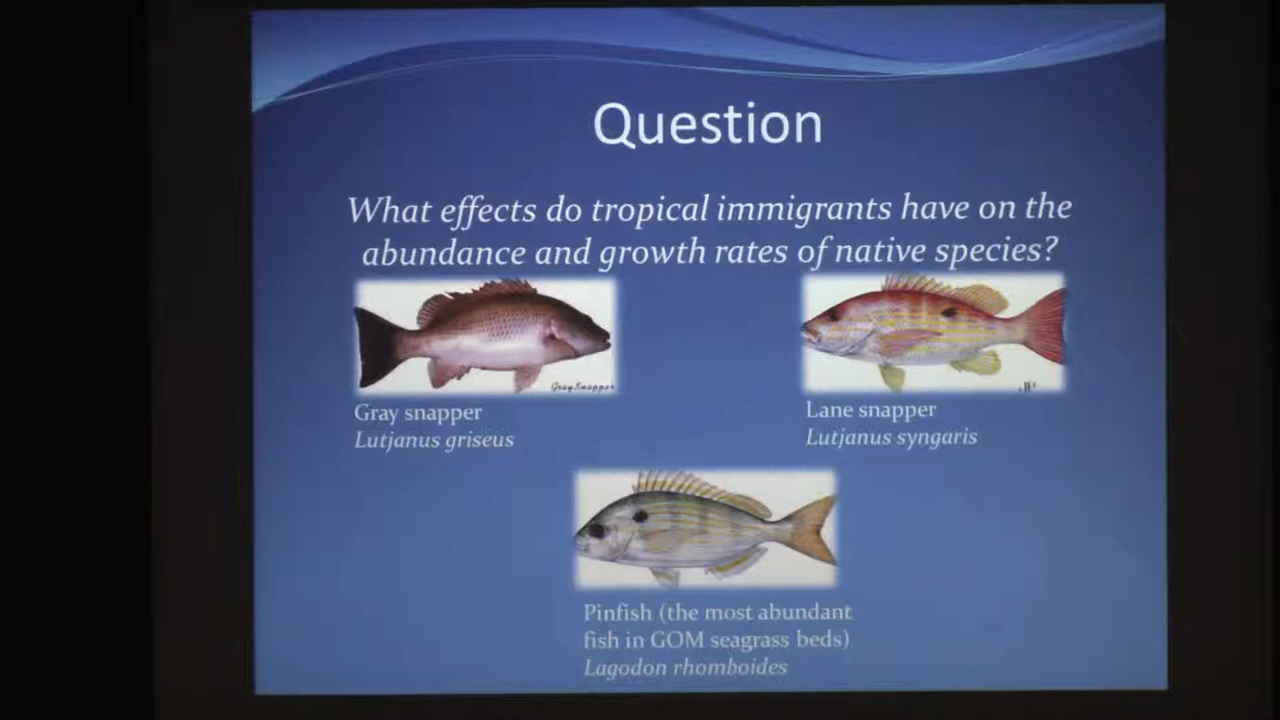 Question
What effects do tropical immigrants have on the
abundance and growth rates of native species?
Gray Snapper
Gray snapper
Lutjanus griseus
Lane snapper
Lutjanus syngaris
Pinfish (the most abundant
fish in GOM seagrass beds)
Lagodon rhomboides